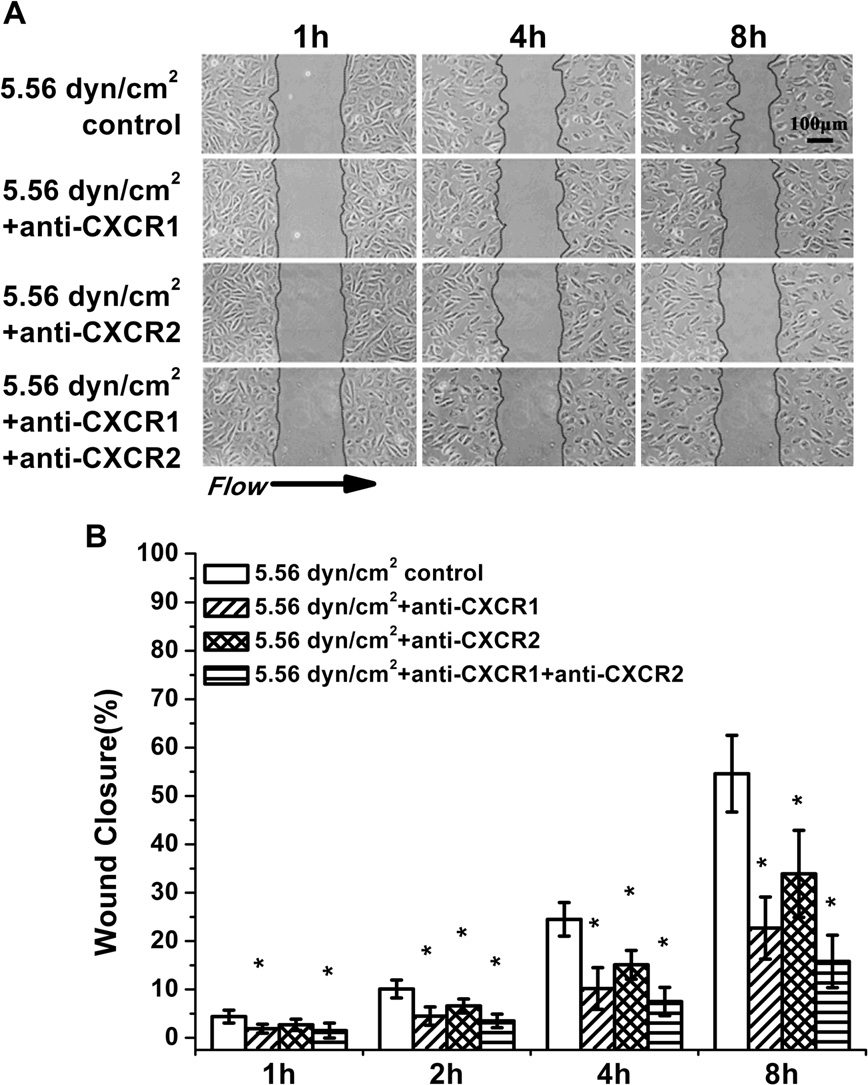 A
1h 4h 8h
5.56 dyn/cm²
control
100µm
5.56 dyn/cm²
+anti-CXCR1
5.56 dyn/cm²
+anti-CXCR2
5.56 dyn/cm²
+anti-CXCR1
+anti-CXCR2
Flow
B
Wound Closure(%)
100
90
80
70
60
50
40
30
20
10
0
5.56 dyn/cm² control
5.56 dyn/cm²+anti-CXCR1
5.56 dyn/cm²+anti-CXCR2
5.56 dyn/cm²+anti-CXCR1+anti-CXCR2
*
*
*
*
*
*
*
*
*
*
*
1h 2h 4h 8h